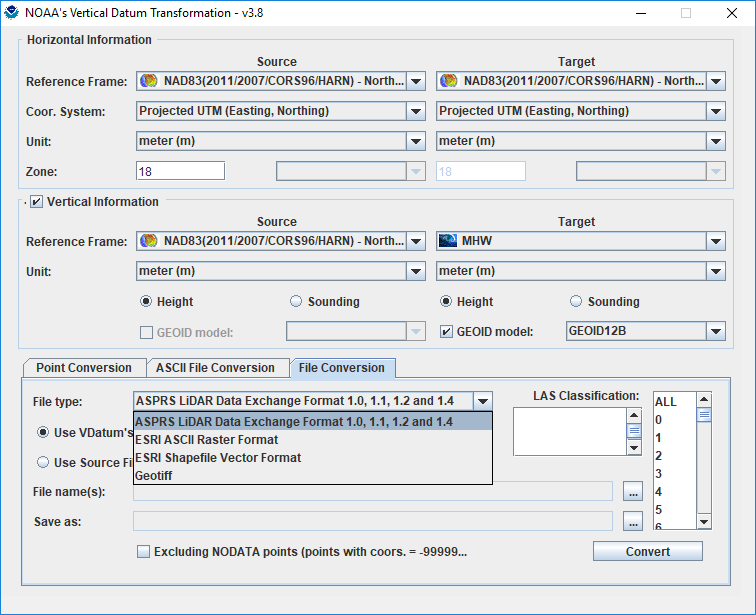 NOAA's Vertical Datum Transformation - v3.8
Horizontal Information
Source Target
Reference Frame: NAD83(2011/2007/CORS96/HARN) - North... NAD83(2011/2007/CORS96/HARN) - North...
Coor. System: Projected UTM (Easting, Northing) Projected UTM (Easting, Northing)
Unit: meter (m) meter (m)
Zone: 18 18
Vertical Information
Source Target
Reference Frame: NAD83(2011/2007/CORS96/HARN) - North... MHW
Unit: meter (m) meter (m)
Height Sounding Height Sounding
GEOID model: GEOID model: GEOID12B
Point Conversion ASCII File Conversion File Conversion
File type: ASPRS LiDAR Data Exchange Format 1.0, 1.1, 1.2 and 1.4 LAS Classification: ALL
ASPRS LiDAR Data Exchange Format 1.0, 1.1, 1.2 and 1.4 0
Use VDatum's ESRI ASCII Raster Format 1
ESRI Shapefile Vector Format 2
Use Source Fi Geotiff 3
File name(s): ... 4
5
Save as: ... 6
Excluding NODATA points (points with coors. = -99999... Convert